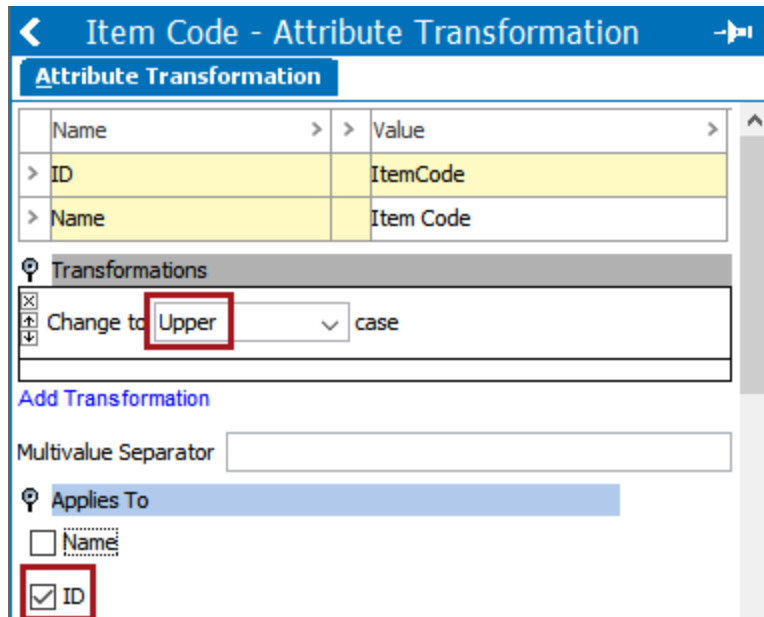 Item Code - Attribute Transformation
Attribute Transformation
Name > > Value >
> ID ItemCode
> Name Item Code
Transformations
Change to Upper case
Add Transformation
Multivalue Separator
Applies To
Name
ID